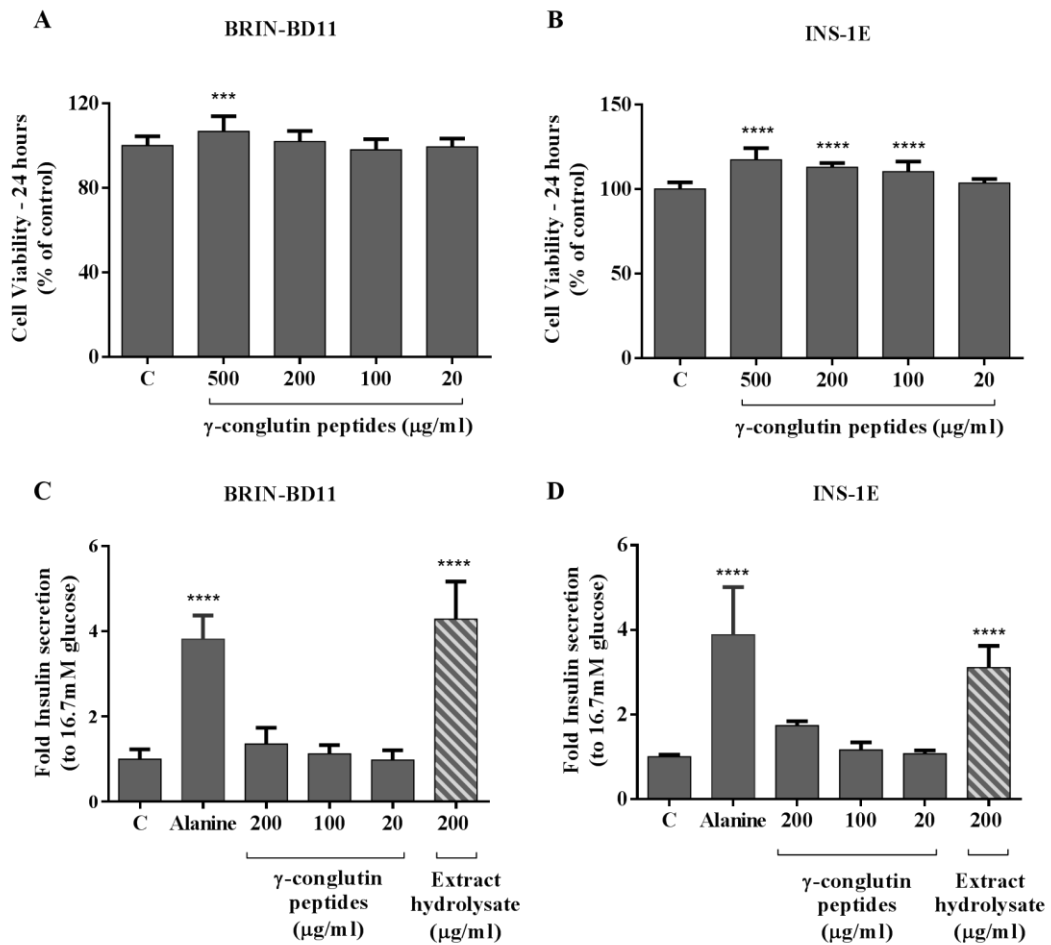 A
BRIN-BD11
***
120
80
40
0
Cell Viability - 24 hours
(% of control)
C 500 200 100 20
γ-conglutin peptides (μg/ml)
B
INS-1E
**** **** ****
150
100
50
0
Cell Viability - 24 hours
(% of control)
C 500 200 100 20
γ-conglutin peptides (μg/ml)
C
BRIN-BD11
**** ****
6
4
2
0
Fold Insulin secretion
(to 16.7mM glucose)
C Alanine 200 100 20 200
γ-conglutin
peptides
(μg/ml)
Extract
hydrolysate
(μg/ml)
D
INS-1E
**** ****
6
4
2
0
Fold Insulin secretion
(to 16.7mM glucose)
C Alanine 200 100 20 200
γ-conglutin
peptides
(μg/ml)
Extract
hydrolysate
(μg/ml)